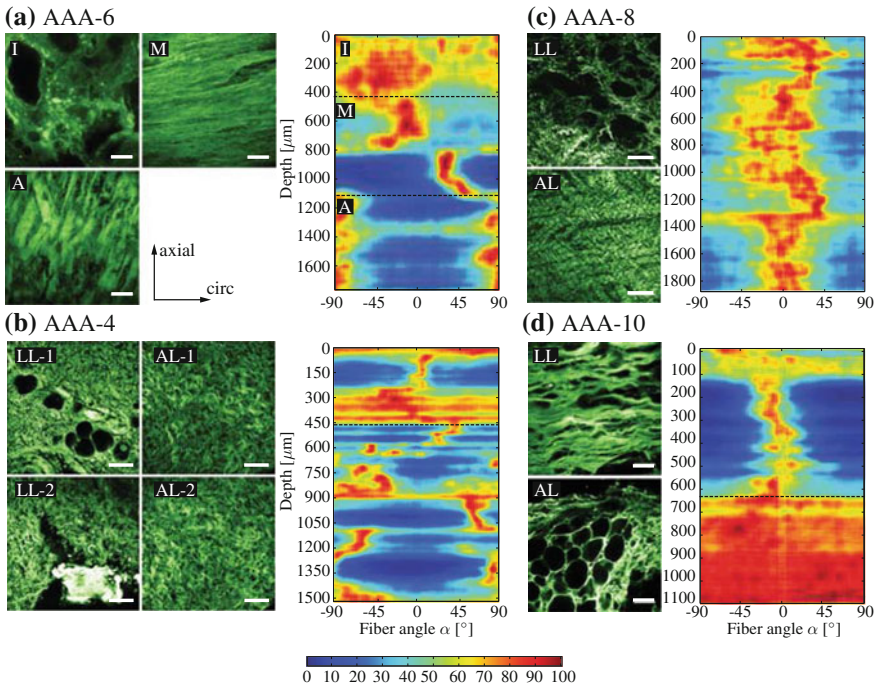 (a) AAA-6
I
M
A
axial
circ
Depth [μm]
0
200
400
600
800
1000
1200
1400
1600
I
M
A
-90
-45
0
45
90
(c) AAA-8
LL
AL
0
200
400
600
800
1000
1200
1400
1600
1800
-90
-45
0
45
90
(b) AAA-4
LL-1
AL-1
LL-2
AL-2
Depth [μm]
0
150
300
450
600
750
900
1050
1200
1350
1500
-90
-45
0
45
90
Fiber angle α [°]
(d) AAA-10
LL
AL
0
100
200
300
400
500
600
700
800
900
1000
1100
-90
-45
0
45
90
Fiber angle α [°]
0 10 20 30 40 50 60 70 80 90 100